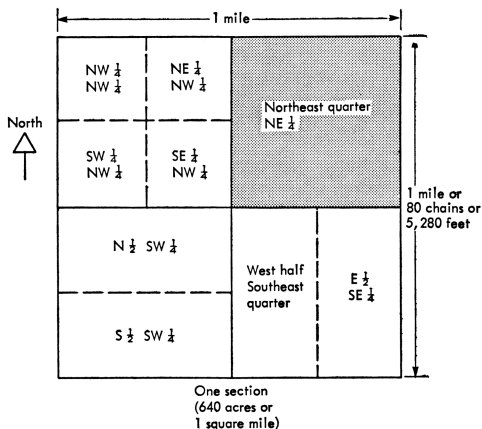 1 mile
NW 1/4
NW 1/4
NE 1/4
NW 1/4
Northeast quarter
NE 1/4
North
SW 1/4
NW 1/4
SE 1/4
NW 1/4
1 mile or
80 chains or
5,280 feet
N 1/2 SW 1/4
West half
Southeast
quarter
E 1/2
SE 1/4
S 1/2 SW 1/4
One section
(640 acres or
1 square mile)